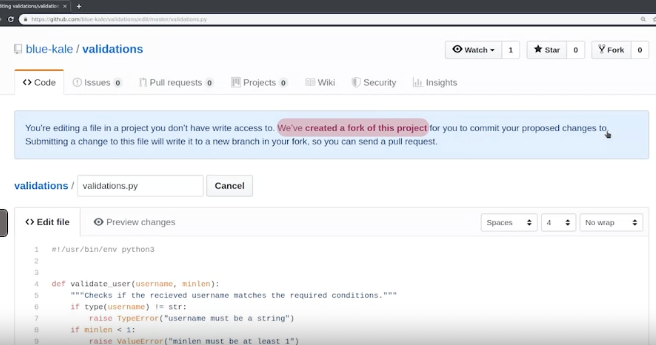 diting validations/validation
https://github.com/blue-kale/validations/edit/master/validations.py
blue-kale / validations
Watch 1 Star 0 Fork 0
Code Issues 0 Pull requests 0 Projects 0 Wiki Security Insights
You're editing a file in a project you don't have write access to. We've created a fork of this project for you to commit your proposed changes to.
Submitting a change to this file will write it to a new branch in your fork, so you can send a pull request.
validations / validations.py Cancel
Edit file Preview changes Spaces 4 No wrap
1 #!/usr/bin/env python3
2
3
4 def validate_user(username, minlen):
5 """Checks if the recieved username matches the required conditions."""
6 if type(username) != str:
7 raise TypeError("username must be a string")
8 if minlen < 1:
9 raise ValueError("minlen must be at least 1")